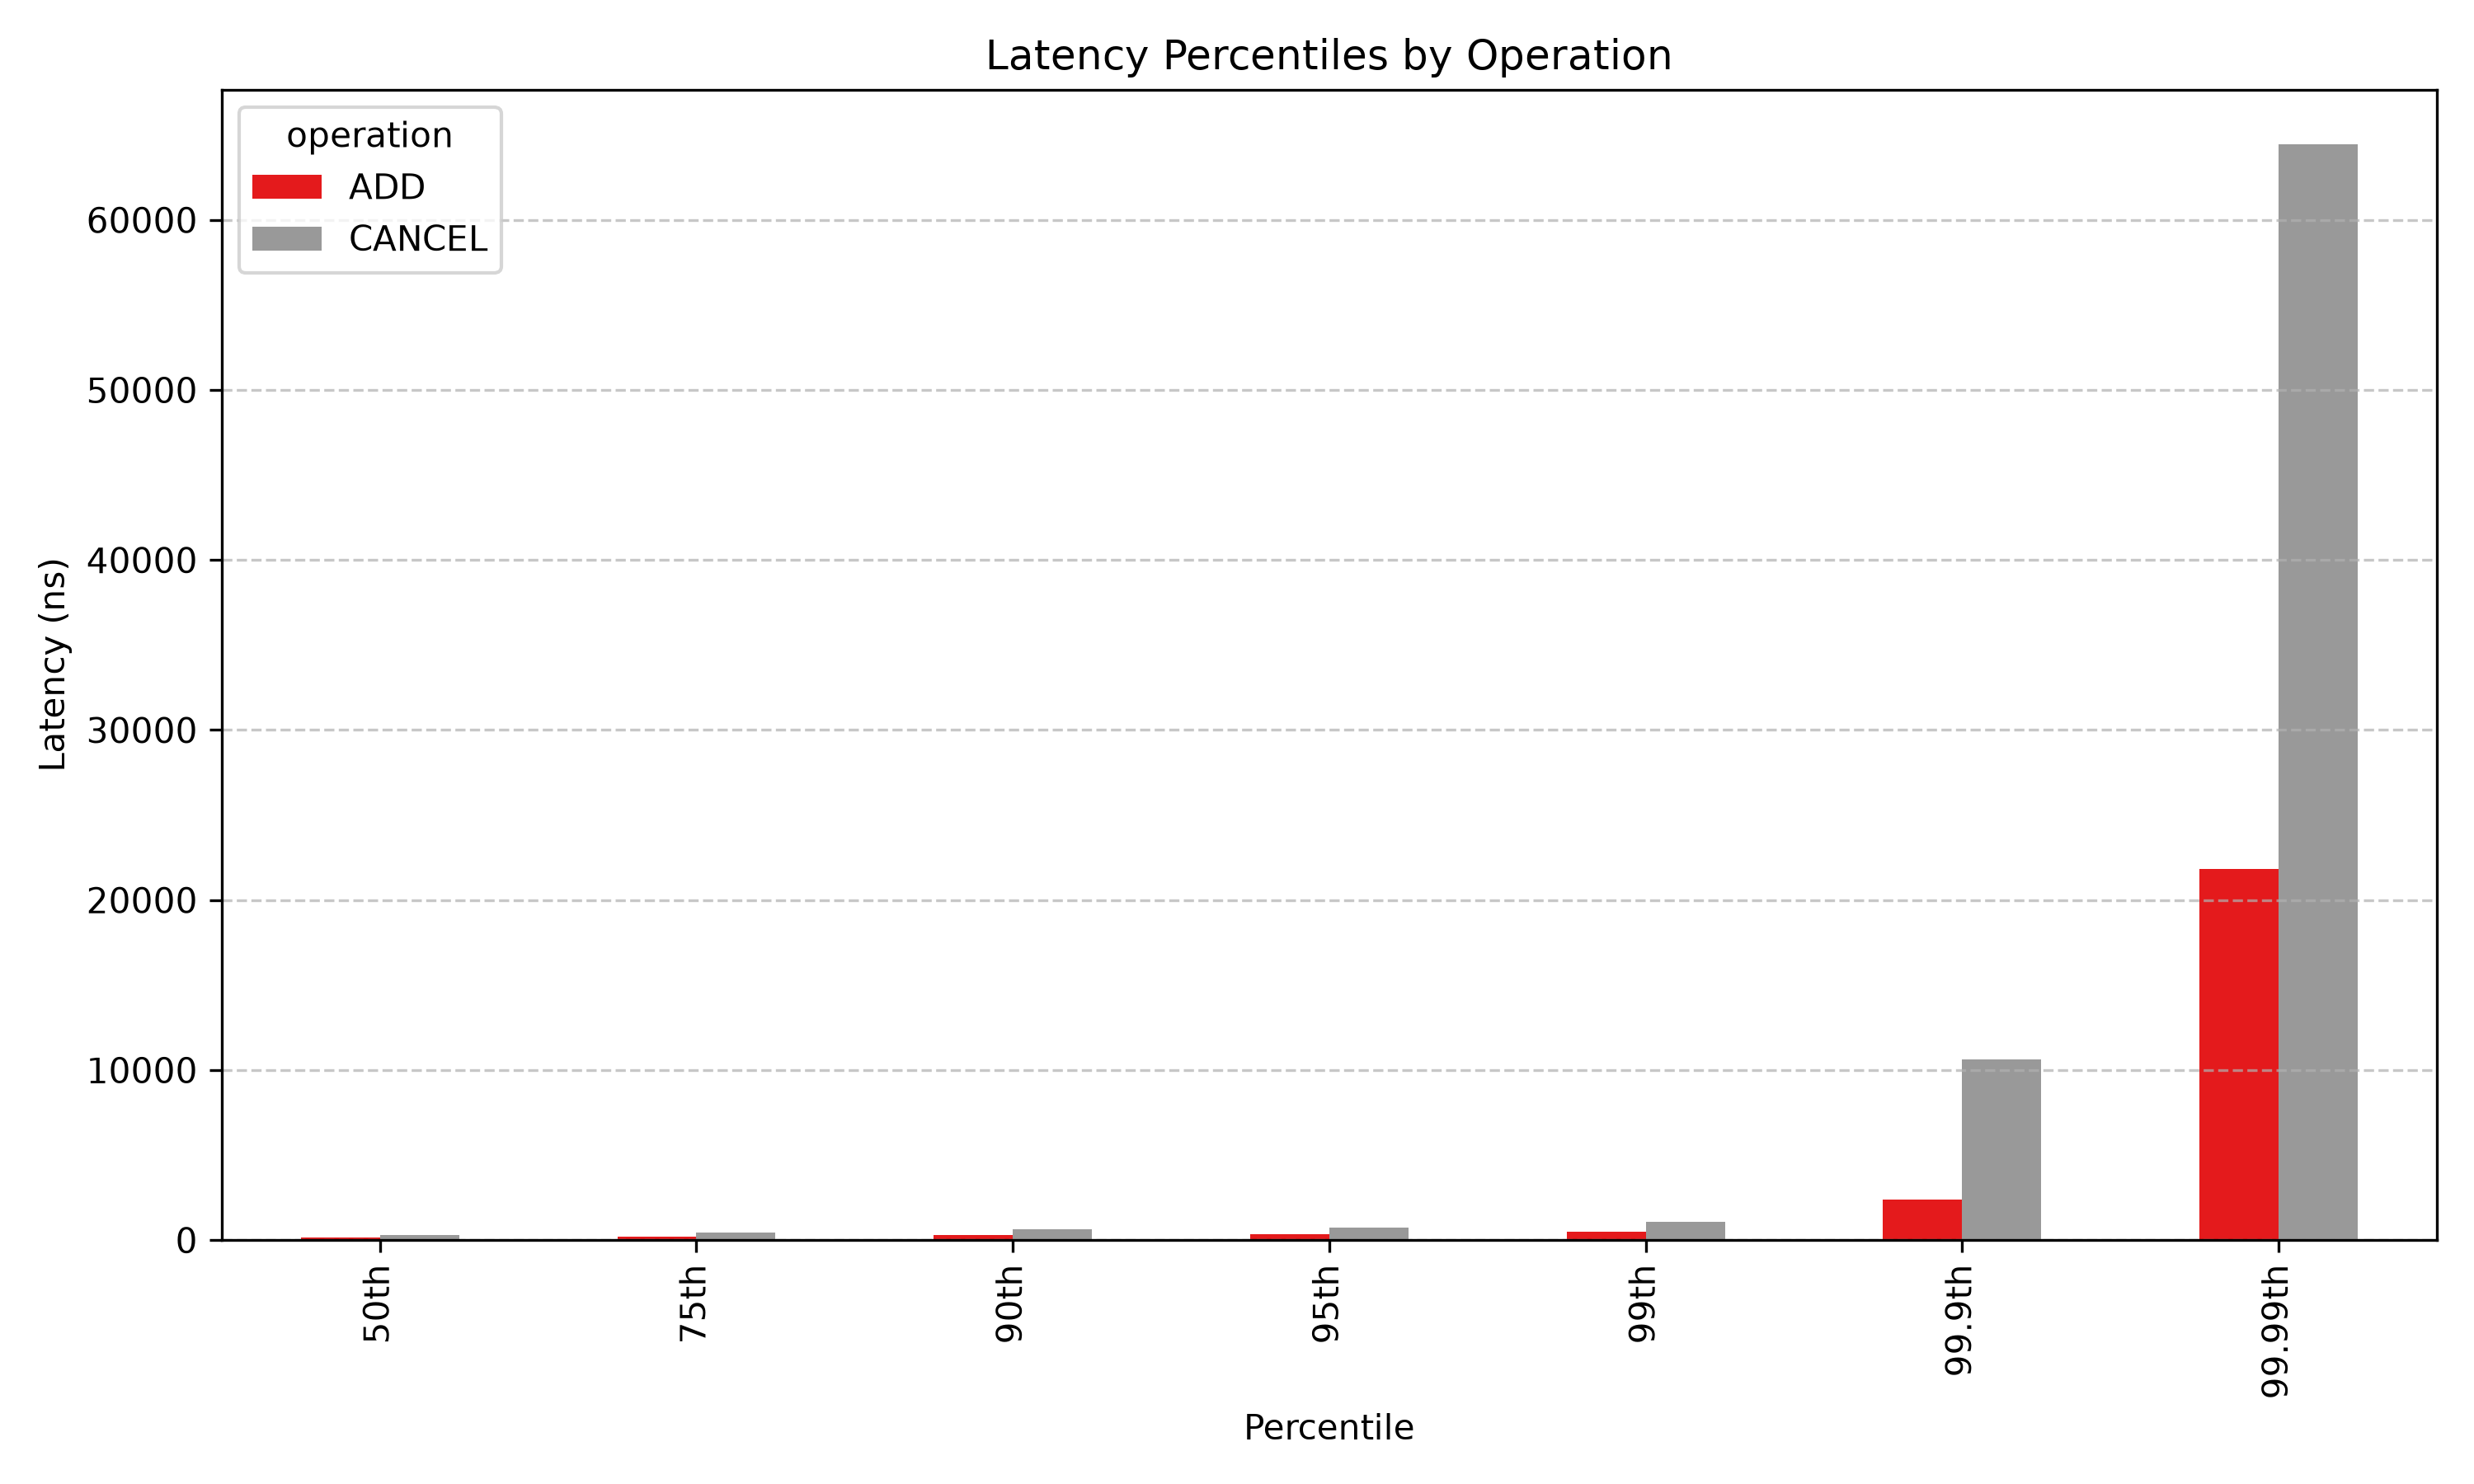 Latency Percentiles by Operation
operation
ADD
CANCEL
Latency (ns)
60000
50000
40000
30000
20000
10000
0
50th
75th
90th
95th
99th
99.9th
99.99th
Percentile